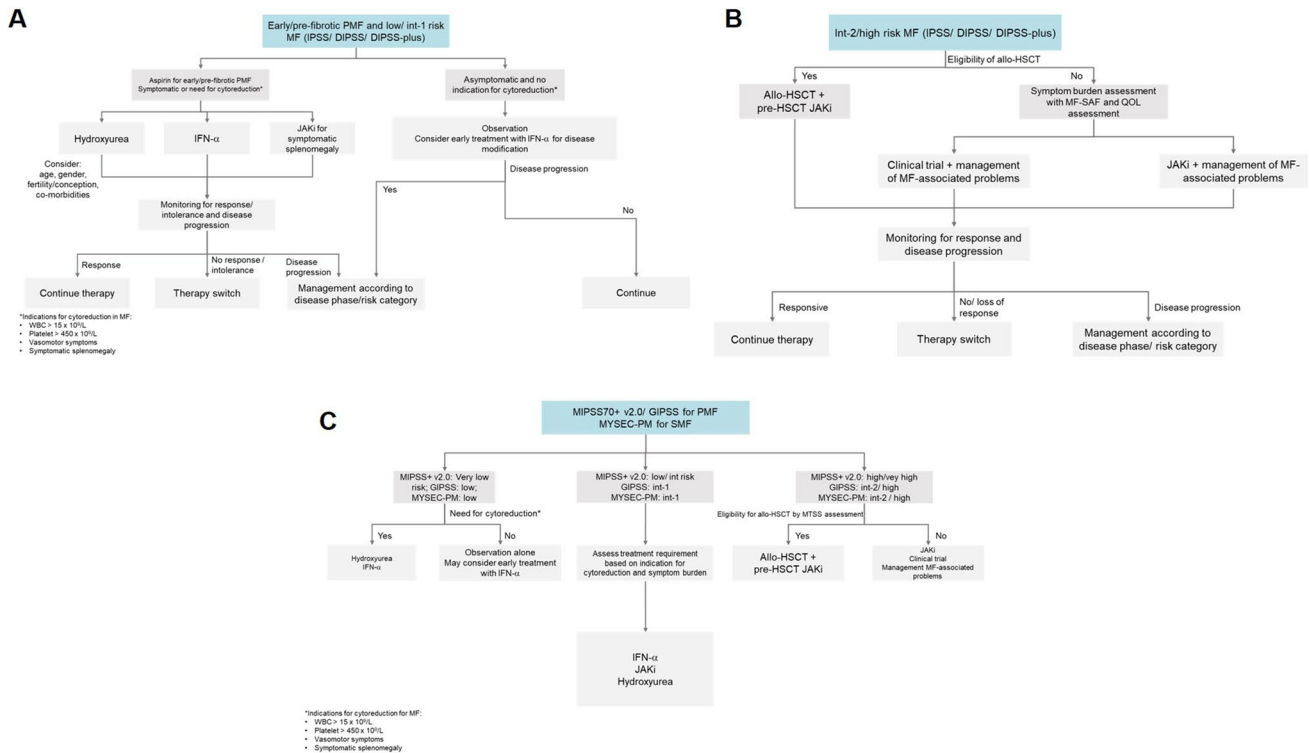 A
Early/pre-fibrotic PMF and low/ int-1 risk
MF (IPSS/ DIPSS/ DIPSS-plus)
Aspirin for early/pre-fibrotic PMF
Symptomatic or need for cytoreduction*
Asymptomatic and no
indication for cytoreduction*
Hydroxyurea
IFN-α
JAKi for
symptomatic
splenomegaly
Observation
Consider early treatment with IFN-α for disease
modification
Consider:
age, gender,
fertility/conception,
co-morbidities
Disease progression
Yes
No
Monitoring for response/
intolerance and disease
progression
Response
No response /
intolerance
Disease
progression
Continue therapy
Therapy switch
Management according to
disease phase/risk category
Continue
*Indications for cytoreduction in MF:
• WBC > 15 x 10⁹/L
• Platelet > 450 x 10⁹/L
• Vasomotor symptoms
• Symptomatic splenomegaly
B
Int-2/high risk MF (IPSS/ DIPSS/ DIPSS-plus)
Eligibility of allo-HSCT
Yes
No
Allo-HSCT +
pre-HSCT JAKi
Symptom burden assessment
with MF-SAF and QOL
assessment
Clinical trial + management
of MF-associated problems
JAKi + management of MF-
associated problems
Monitoring for response and
disease progression
Responsive
No/ loss of
response
Disease progression
Continue therapy
Therapy switch
Management according to
disease phase/ risk category
C
MIPSS70+ v2.0/ GIPSS for PMF
MYSEC-PM for SMF
MIPSS+ v2.0: Very low
risk; GIPSS: low;
MYSEC-PM: low
MIPSS+ v2.0: low/ int risk
GIPSS: int-1
MYSEC-PM: int-1
MIPSS+ v2.0: high/vey high
GIPSS: int-2/ high
MYSEC-PM: int-2 / high
Need for cytoreduction*
Eligibility for allo-HSCT by MTSS assessment
Yes
No
Yes
No
Hydroxyurea
IFN-α
Observation alone
May consider early treatment
with IFN-α
Assess treatment requirement
based on indication for
cytoreduction and symptom burden
Allo-HSCT +
pre-HSCT JAKi
JAKi
Clinical trial
Management MF-associated
problems
IFN-α
JAKi
Hydroxyurea
*Indications for cytoreduction for MF:
• WBC > 15 x 10⁹/L
• Platelet > 450 x 10⁹/L
• Vasomotor symptoms
• Symptomatic splenomegaly